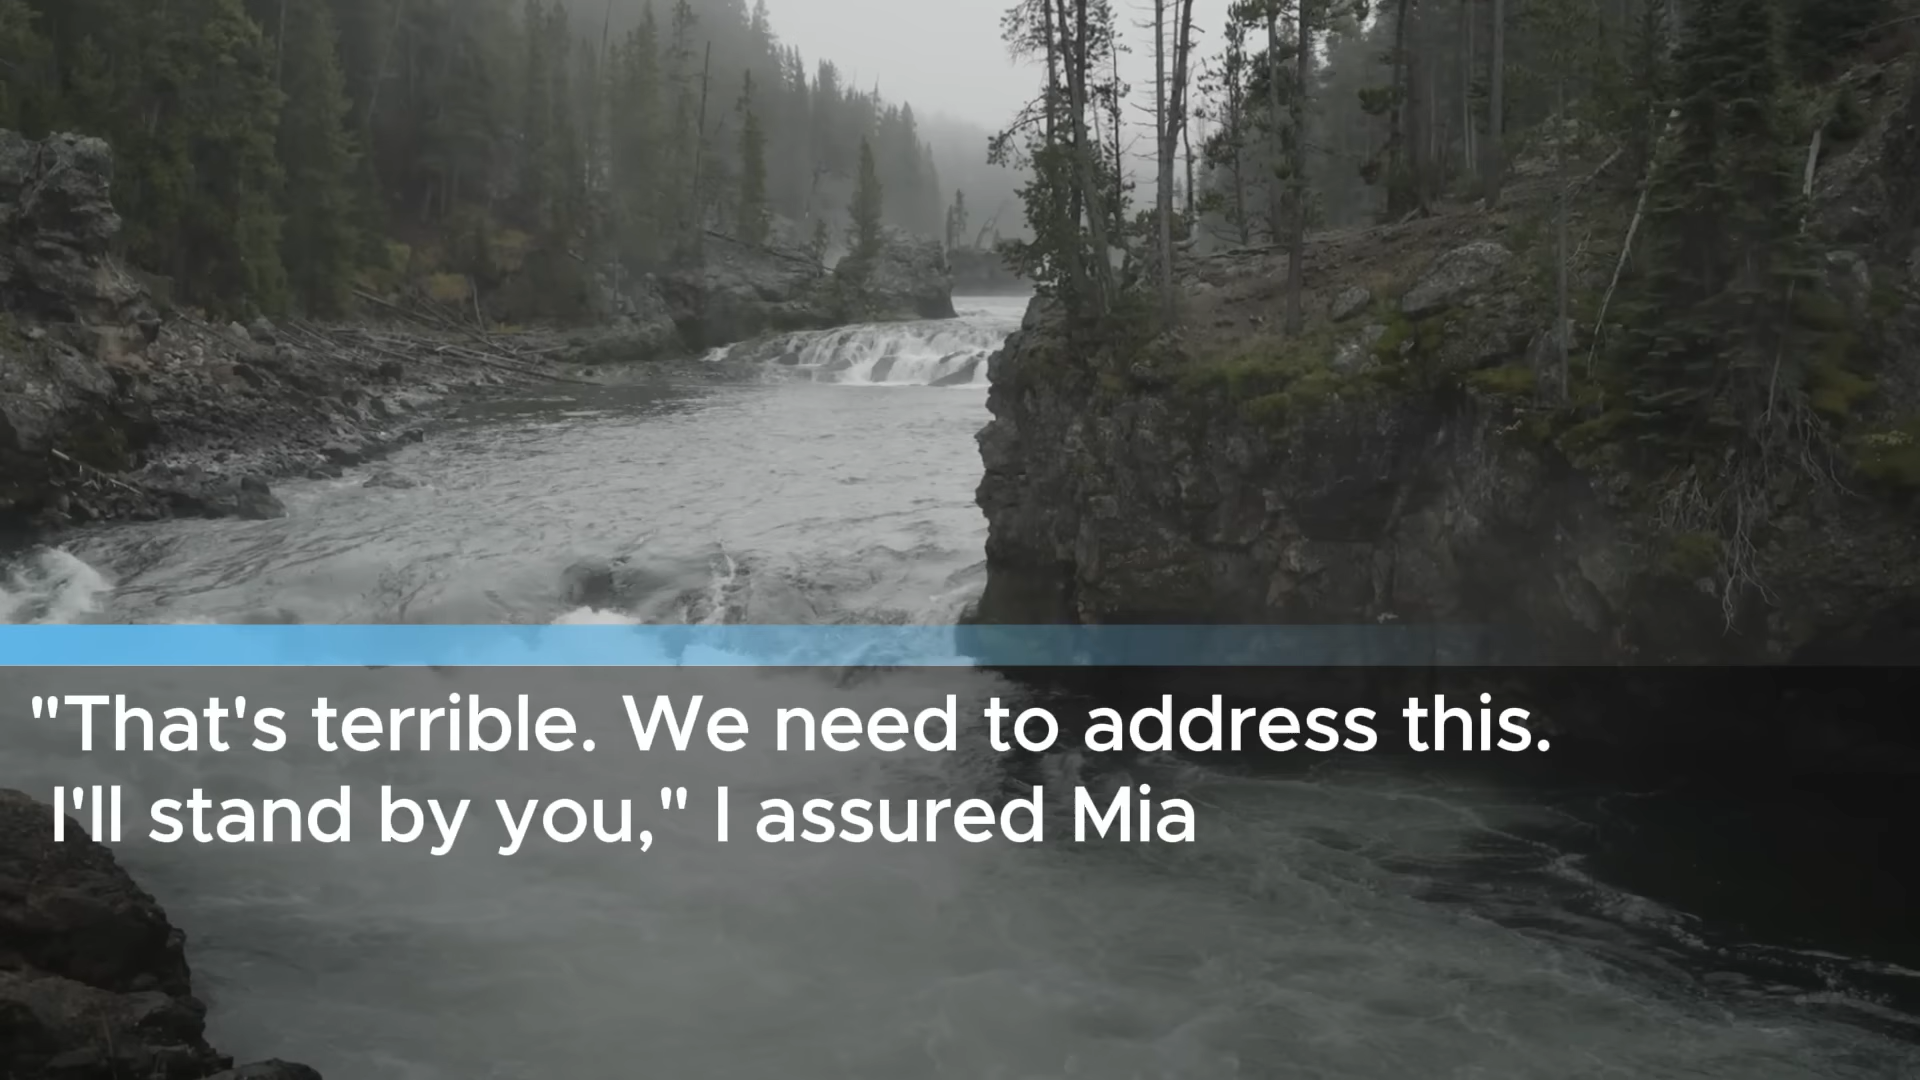 "That's terrible. We need to address this.
I'll stand by you," I assured Mia